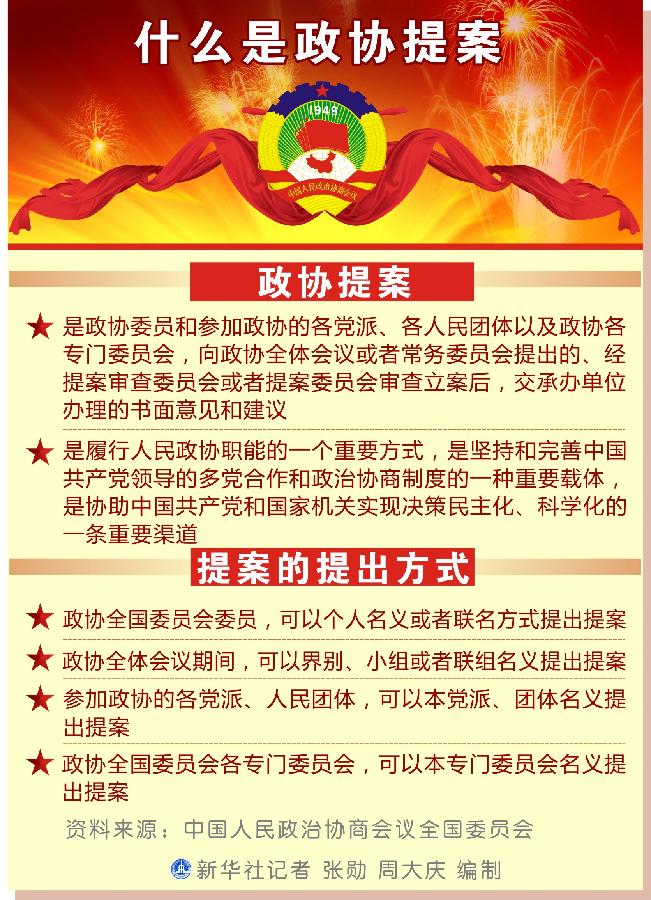 什么是政协提案
1949
中国人民政治协商会议
政协提案
是政协委员和参加政协的各党派、各人民团体以及政协各
专门委员会，向政协全体会议或者常务委员会提出的、经
提案审查委员会或者提案委员会审查立案后，交承办单位
办理的书面意见和建议
是履行人民政协职能的一个重要方式，是坚持和完善中国
共产党领导的多党合作和政治协商制度的一种重要载体，
是协助中国共产党和国家机关实现决策民主化、科学化的
一条重要渠道
提案的提出方式
政协全国委员会委员，可以个人名义或者联名方式提出提案
政协全体会议期间，可以界别、小组或者联组名义提出提案
参加政协的各党派、人民团体，可以本党派、团体名义提
出提案
政协全国委员会各专门委员会，可以本专门委员会名义提
出提案
资料来源：中国人民政治协商会议全国委员会
新华社记者 张勋 周大庆 编制